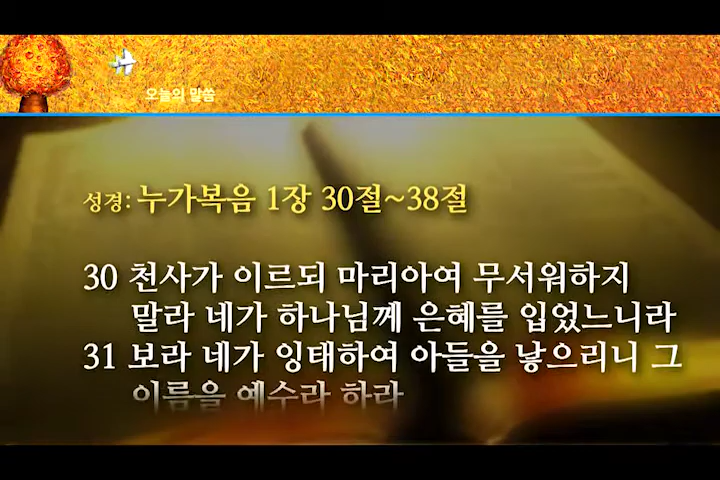 오늘의 말씀
성경: 누가복음 1장 30절~38절
30 천사가 이르되 마리아여 무서워하지
말라 네가 하나님께 은혜를 입었느니라
31 보라 네가 잉태하여 아들을 낳으리니 그
이름을 예수라 하라